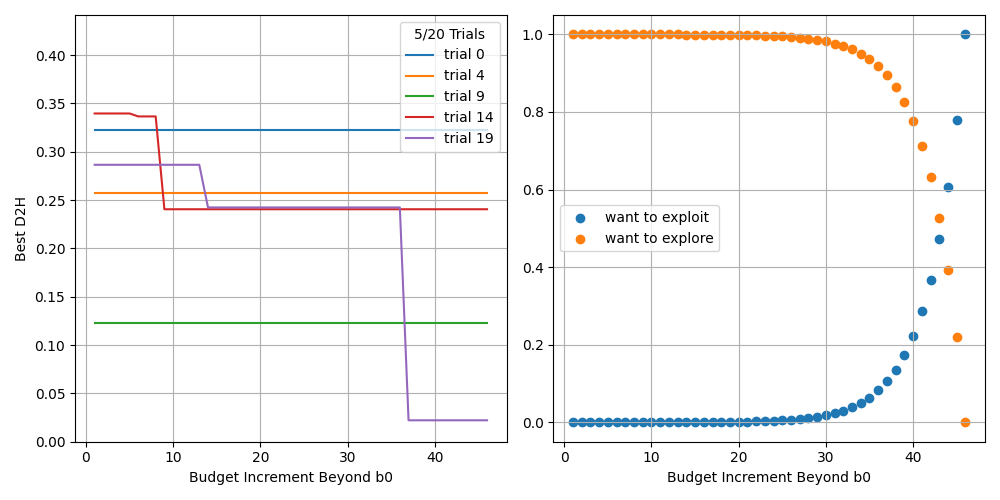 5/20 Trials
trial 0
trial 4
trial 9
trial 14
trial 19
0.40
0.35
0.30
0.25
0.20
0.15
0.10
0.05
0.00
Best D2H
0 10 20 30 40
Budget Increment Beyond b0
1.0
0.8
0.6
0.4
0.2
0.0
want to exploit
want to explore
0 10 20 30 40
Budget Increment Beyond b0